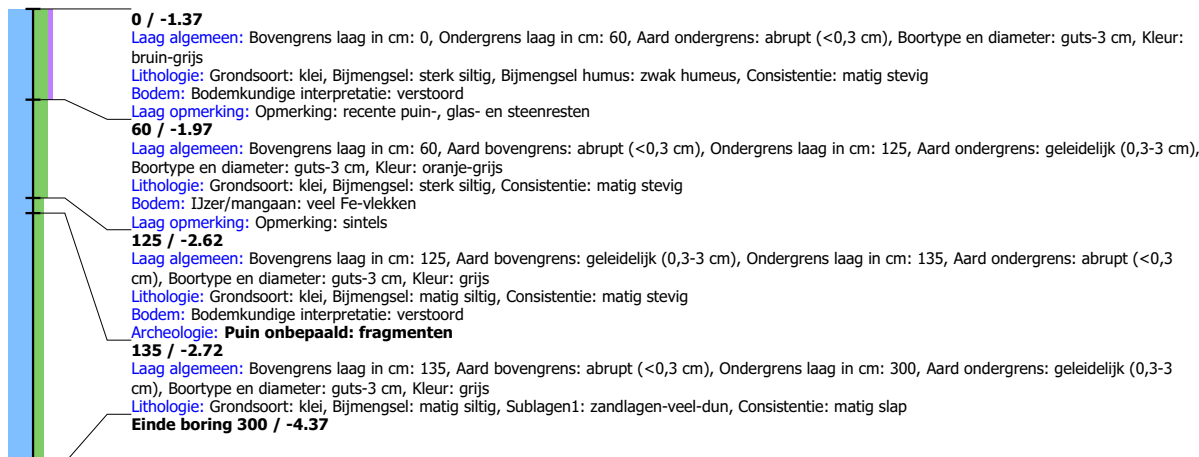 0 / -1.37
Laag algemeen: Bovengrens laag in cm: 0, Ondergrens laag in cm: 60, Aard ondergrens: abrupt (<0,3 cm), Boortype en diameter: guts-3 cm, Kleur:
bruin-grijs
Lithologie: Grondsoort: klei, Bijmengsel: sterk siltig, Bijmengsel humus: zwak humeus, Consistentie: matig stevig
Bodem: Bodemkundige interpretatie: verstoord
Laag opmerking: Opmerking: recente puin-, glas- en steenresten
60 / -1.97
Laag algemeen: Bovengrens laag in cm: 60, Aard bovengrens: abrupt (<0,3 cm), Ondergrens laag in cm: 125, Aard ondergrens: geleidelijk (0,3-3 cm),
Boortype en diameter: guts-3 cm, Kleur: oranje-grijs
Lithologie: Grondsoort: klei, Bijmengsel: sterk siltig, Consistentie: matig stevig
Bodem: IJzer/mangaan: veel Fe-vlekken
Laag opmerking: Opmerking: sintels
125 / -2.62
Laag algemeen: Bovengrens laag in cm: 125, Aard bovengrens: geleidelijk (0,3-3 cm), Ondergrens laag in cm: 135, Aard ondergrens: abrupt (<0,3
cm), Boortype en diameter: guts-3 cm, Kleur: grijs
Lithologie: Grondsoort: klei, Bijmengsel: matig siltig, Consistentie: matig stevig
Bodem: Bodemkundige interpretatie: verstoord
Archeologie: Puin onbepaald: fragmenten
135 / -2.72
Laag algemeen: Bovengrens laag in cm: 135, Aard bovengrens: abrupt (<0,3 cm), Ondergrens laag in cm: 300, Aard ondergrens: geleidelijk (0,3-3
cm), Boortype en diameter: guts-3 cm, Kleur: grijs
Lithologie: Grondsoort: klei, Bijmengsel: matig siltig, Sublagen1: zandlagen-veel-dun, Consistentie: matig slap
Einde boring 300 / -4.37